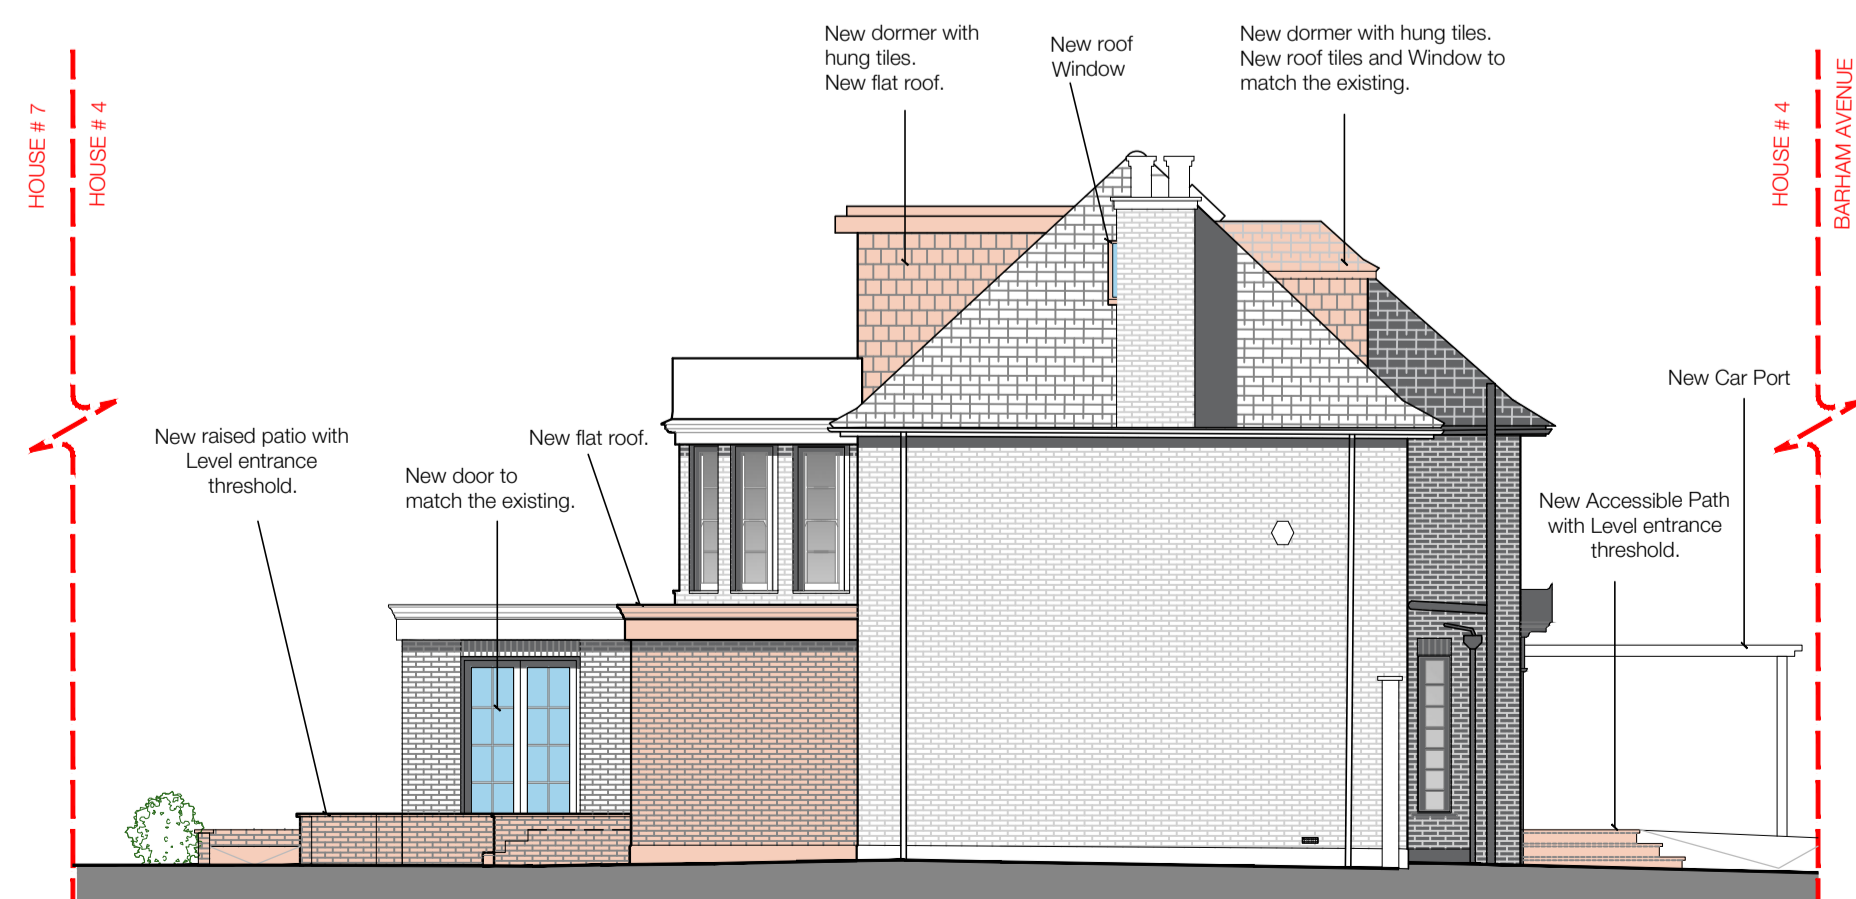 New dormer with
hung tiles.
New flat roof.
New roof
Window
New dormer with hung tiles.
New roof tiles and Window to
match the existing.
HOUSE # 7
HOUSE # 4
HOUSE # 4
BARHAM AVENUE
New Car Port
New raised patio with
Level entrance
threshold.
New door to
match the existing.
New flat roof.
New Accessible Path
with Level entrance
threshold.